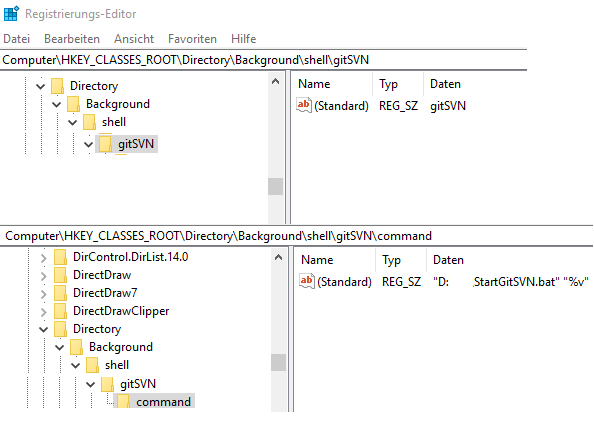 Registrierungs-Editor
Datei Bearbeiten Ansicht Favoriten Hilfe
Computer\HKEY_CLASSES_ROOT\Directory\Background\shell\gitSVN
Directory
Background
shell
gitSVN
Name Typ Daten
ab (Standard) REG_SZ gitSVN
Computer\HKEY_CLASSES_ROOT\Directory\Background\shell\gitSVN\command
DirControl.DirList.14.0
DirectDraw
DirectDraw7
DirectDrawClipper
Directory
Background
shell
gitSVN
command
Name Typ Daten
ab (Standard) REG_SZ "D: StartGitSVN.bat" "%v"